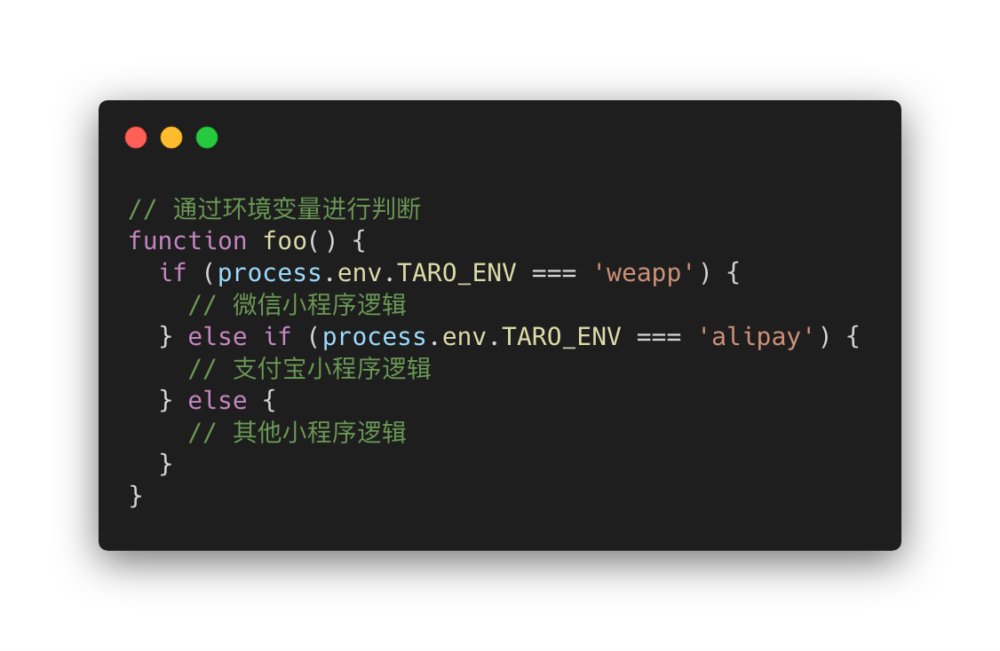 // 通过环境变量进行判断
function foo() {
  if (process.env.TARO_ENV === 'weapp') {
    // 微信小程序逻辑
  } else if (process.env.TARO_ENV === 'alipay') {
    // 支付宝小程序逻辑
  } else {
    // 其他小程序逻辑
  }
}